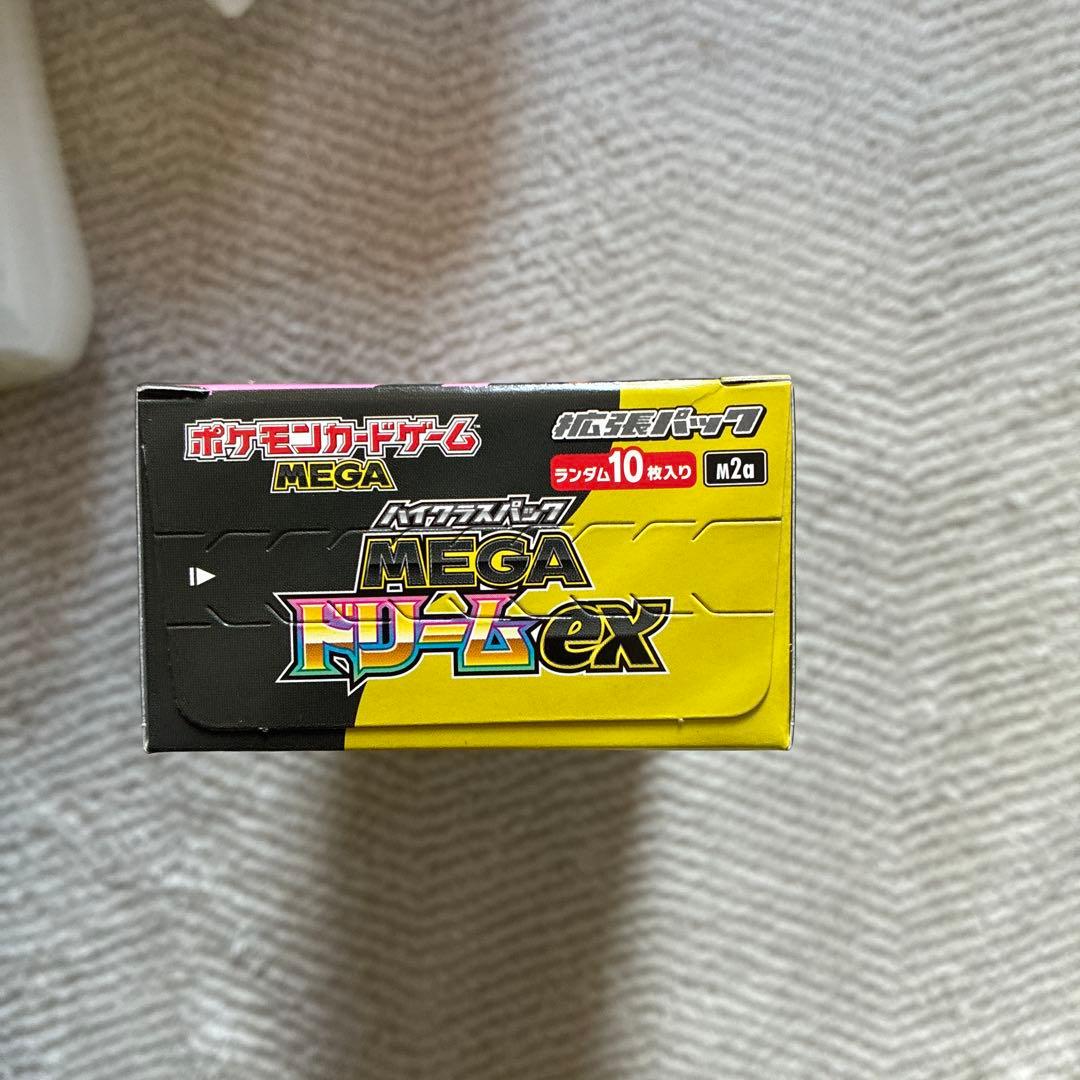 ポケモンカードゲーム
MEGA
拡張パック
ランダム10枚入り
M2a
ハイクラスパック
MEGA
ドリームex